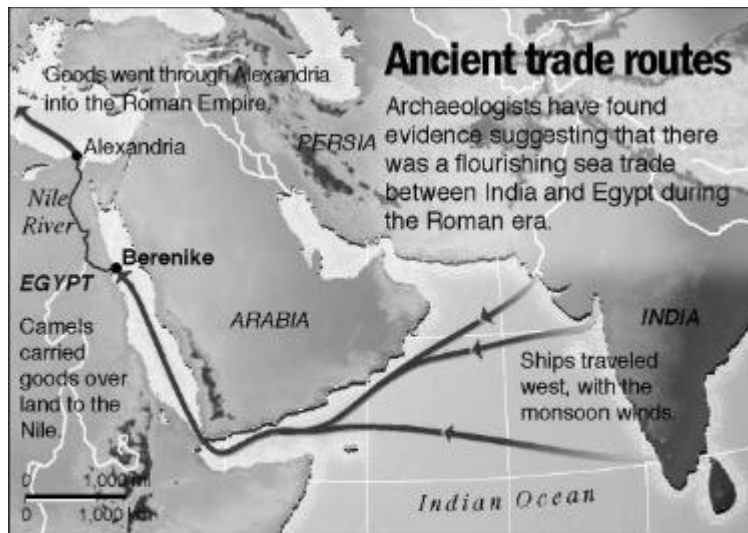 Ancient trade routes
Archaeologists have found
evidence suggesting that there
was a flourishing sea trade
between India and Egypt during
the Roman era.
Goods went through Alexandria
into the Roman Empire.
Alexandria
PERSIA
Nile
River
Berenike
EGYPT
ARABIA
INDIA
Camels
carried
goods over
land to the
Nile.
Ships traveled
west, with the
monsoon winds.
0 1,000 mi
0 1,000 km
Indian Ocean